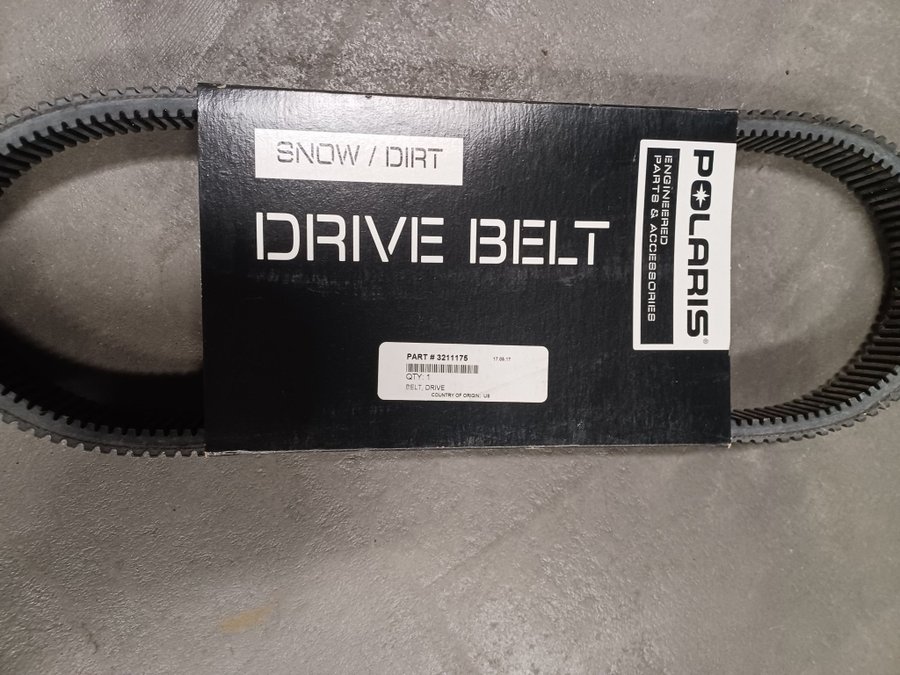 SNOW / DIRT
DRIVE BELT
POLARIS®
ENGINEERED
PARTS & ACCESSORIES
PART # 3211175 17.09.17
QTY: 1
BELT, DRIVE
COUNTRY OF ORIGIN: US